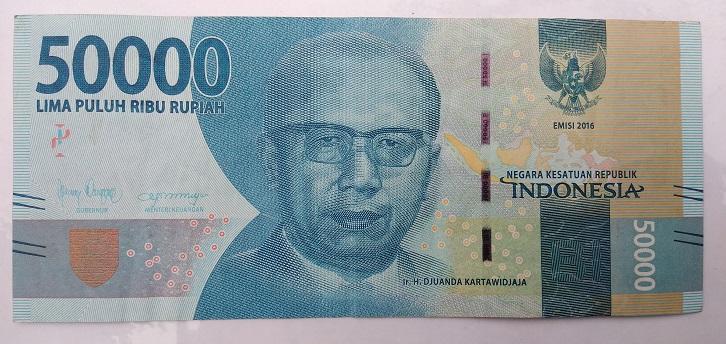 50000
LIMA PULUH RIBU RUPIAH
GUBERNUR
MENTERI KEUANGAN
EMISI 2016
NEGARA KESATUAN REPUBLIK
INDONESIA
50000
Ir. H. DJUANDA KARTAWIDJAJA